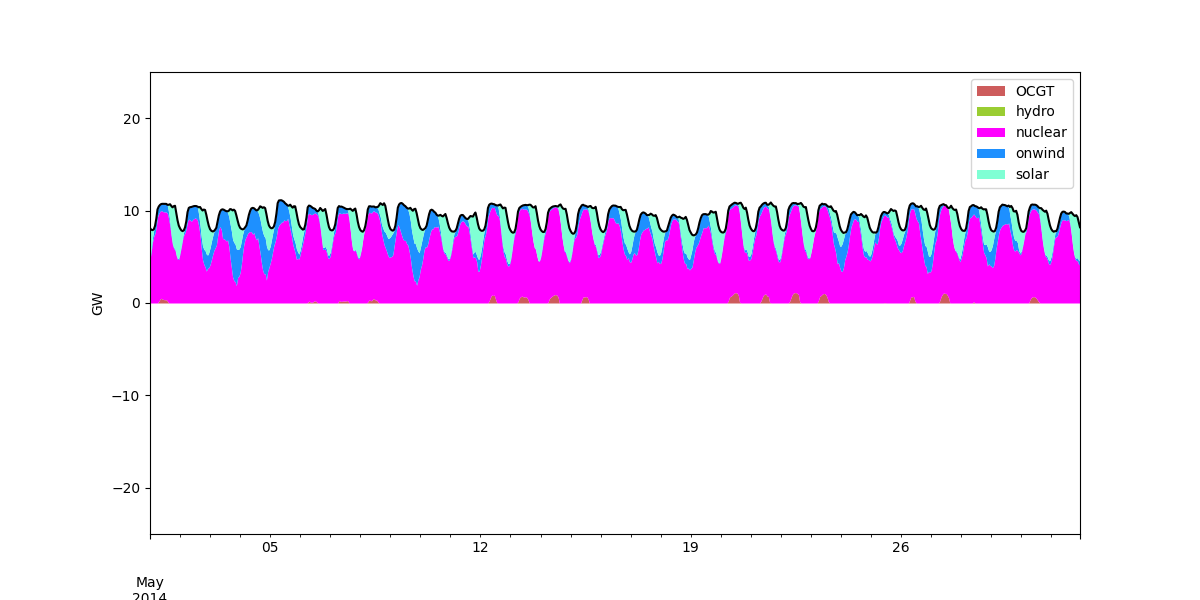 OCGT
hydro
nuclear
onwind
solar
GW
20
10
0
−10
−20
05
12
19
26
May
2014